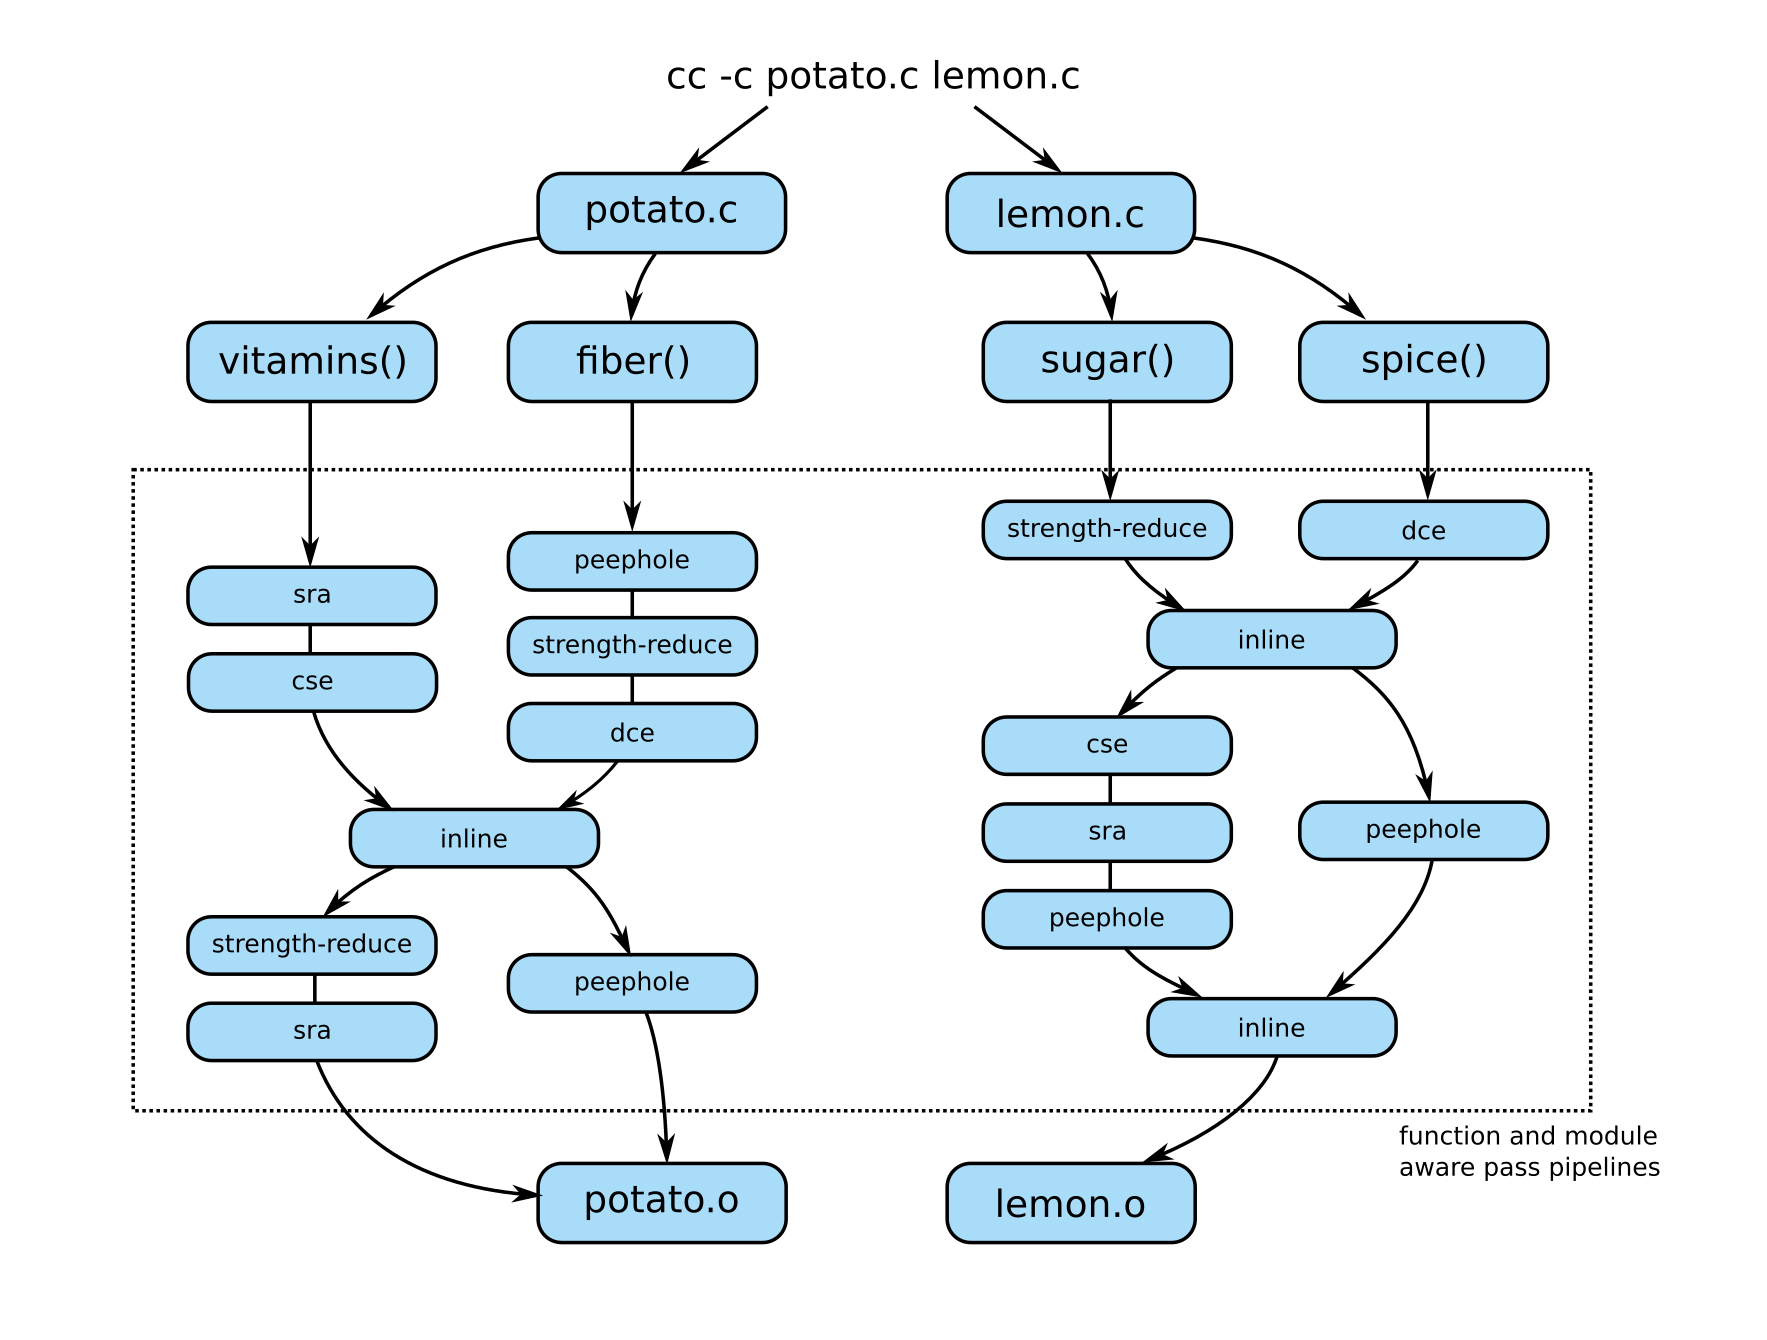 cc -c potato.c lemon.c
potato.c
lemon.c
vitamins()
fiber()
sugar()
spice()
sra
cse
peephole
strength-reduce
dce
inline
strength-reduce
sra
peephole
strength-reduce
dce
inline
cse
sra
peephole
peephole
inline
function and module
aware pass pipelines
potato.o
lemon.o